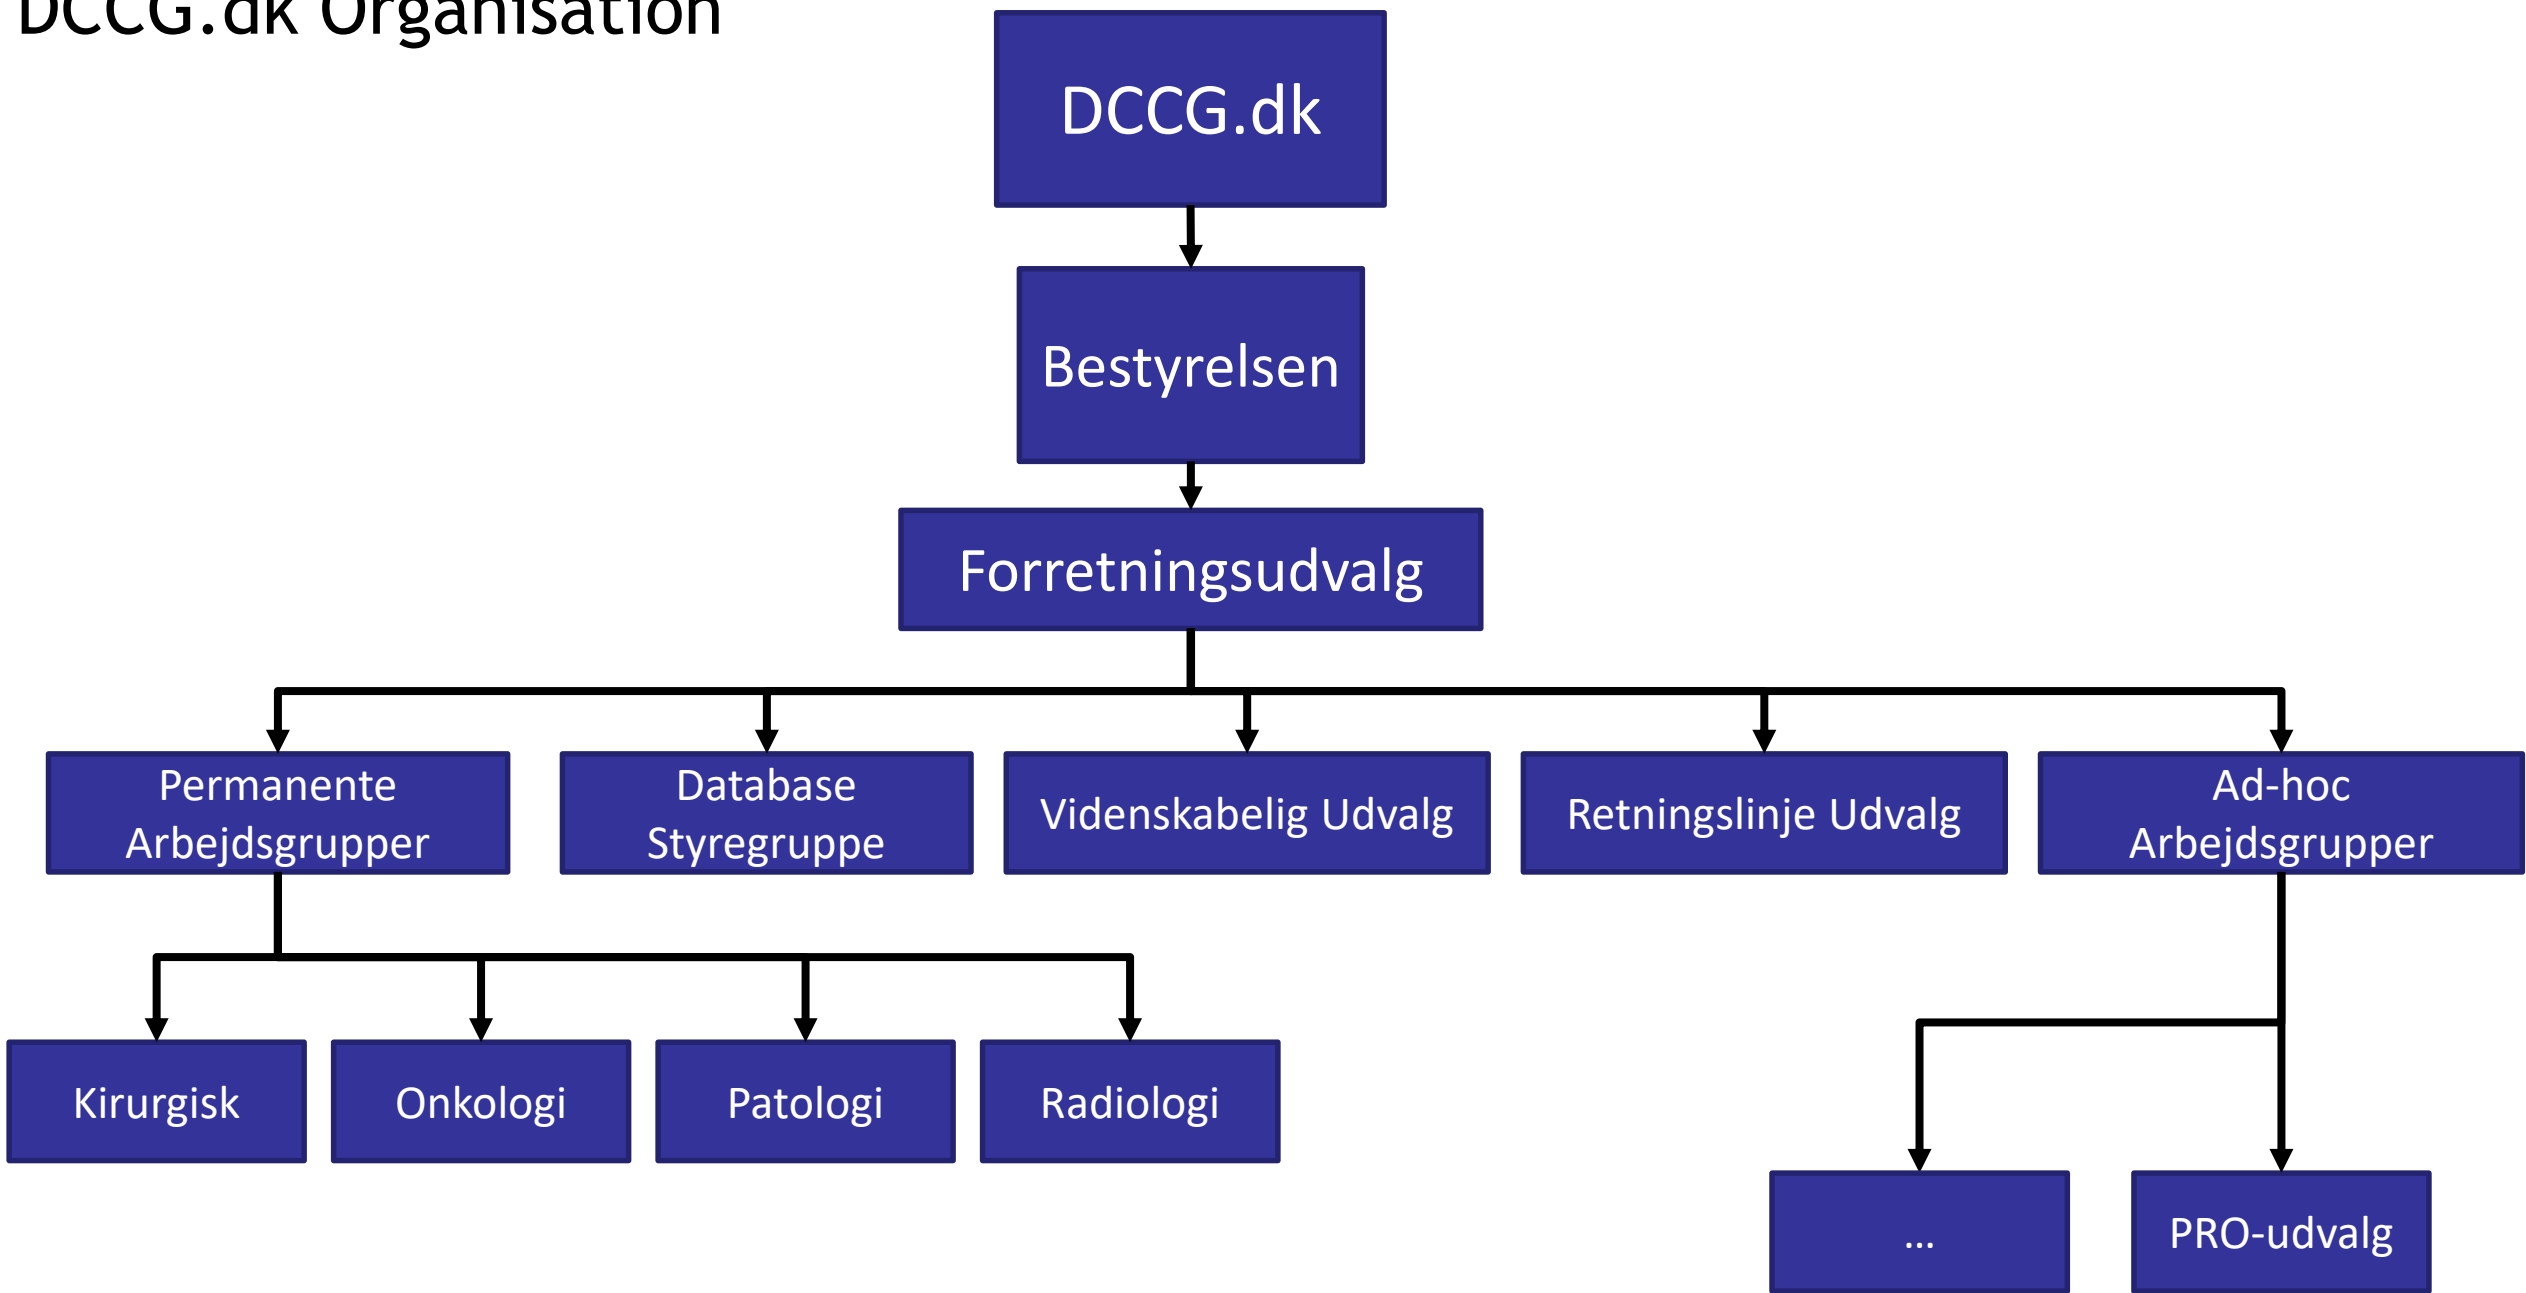 DCCG.dk Organisation
DCCG.dk
Bestyrelsen
Forretningsudvalg
Permanente
Arbejdsgrupper
Database
Styregruppe
Videnskabelig Udvalg
Retningslinje Udvalg
Ad-hoc
Arbejdsgrupper
Kirurgisk
Onkologi
Patologi
Radiologi
...
PRO-udvalg